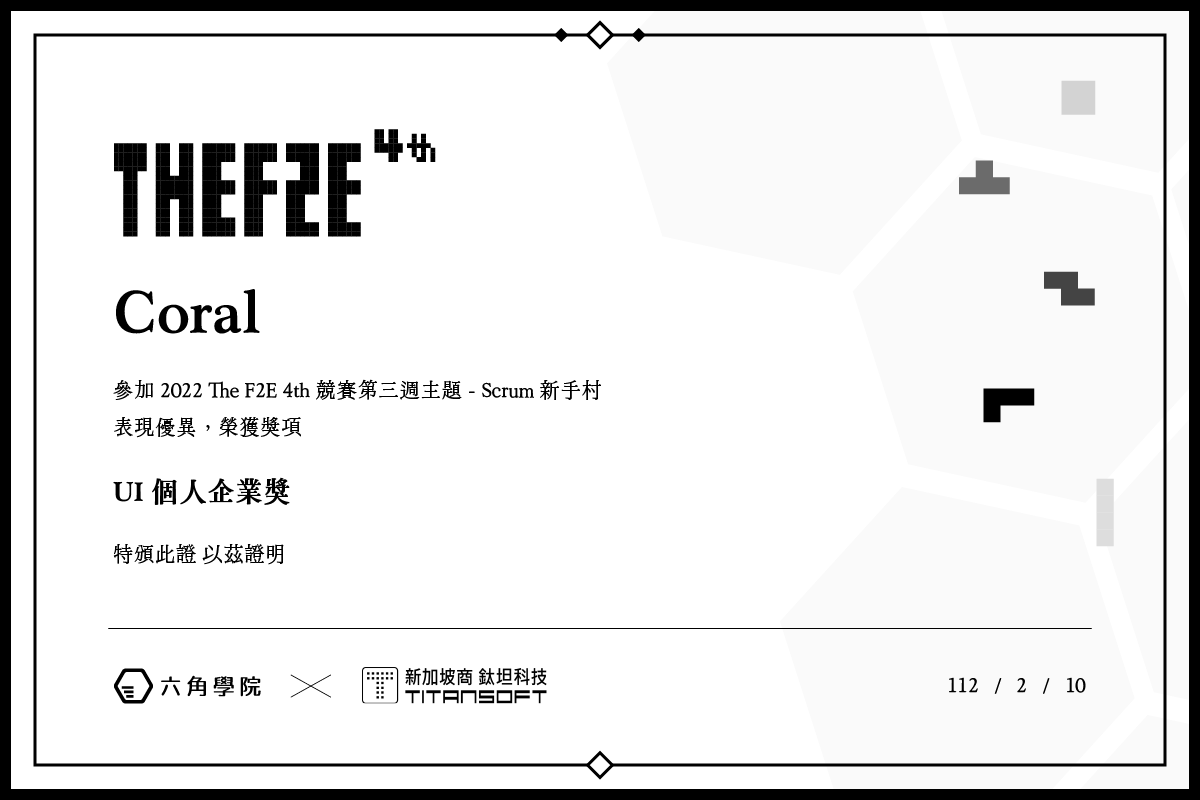 THEF2E 4th
Coral
參加 2022 The F2E 4th 競賽第三週主題 - Scrum 新手村
表現優異，榮獲獎項
UI 個人企業獎
特頒此證 以茲證明
六角學院
新加坡商 鈦坦科技
TITANSOFT
112 / 2 / 10